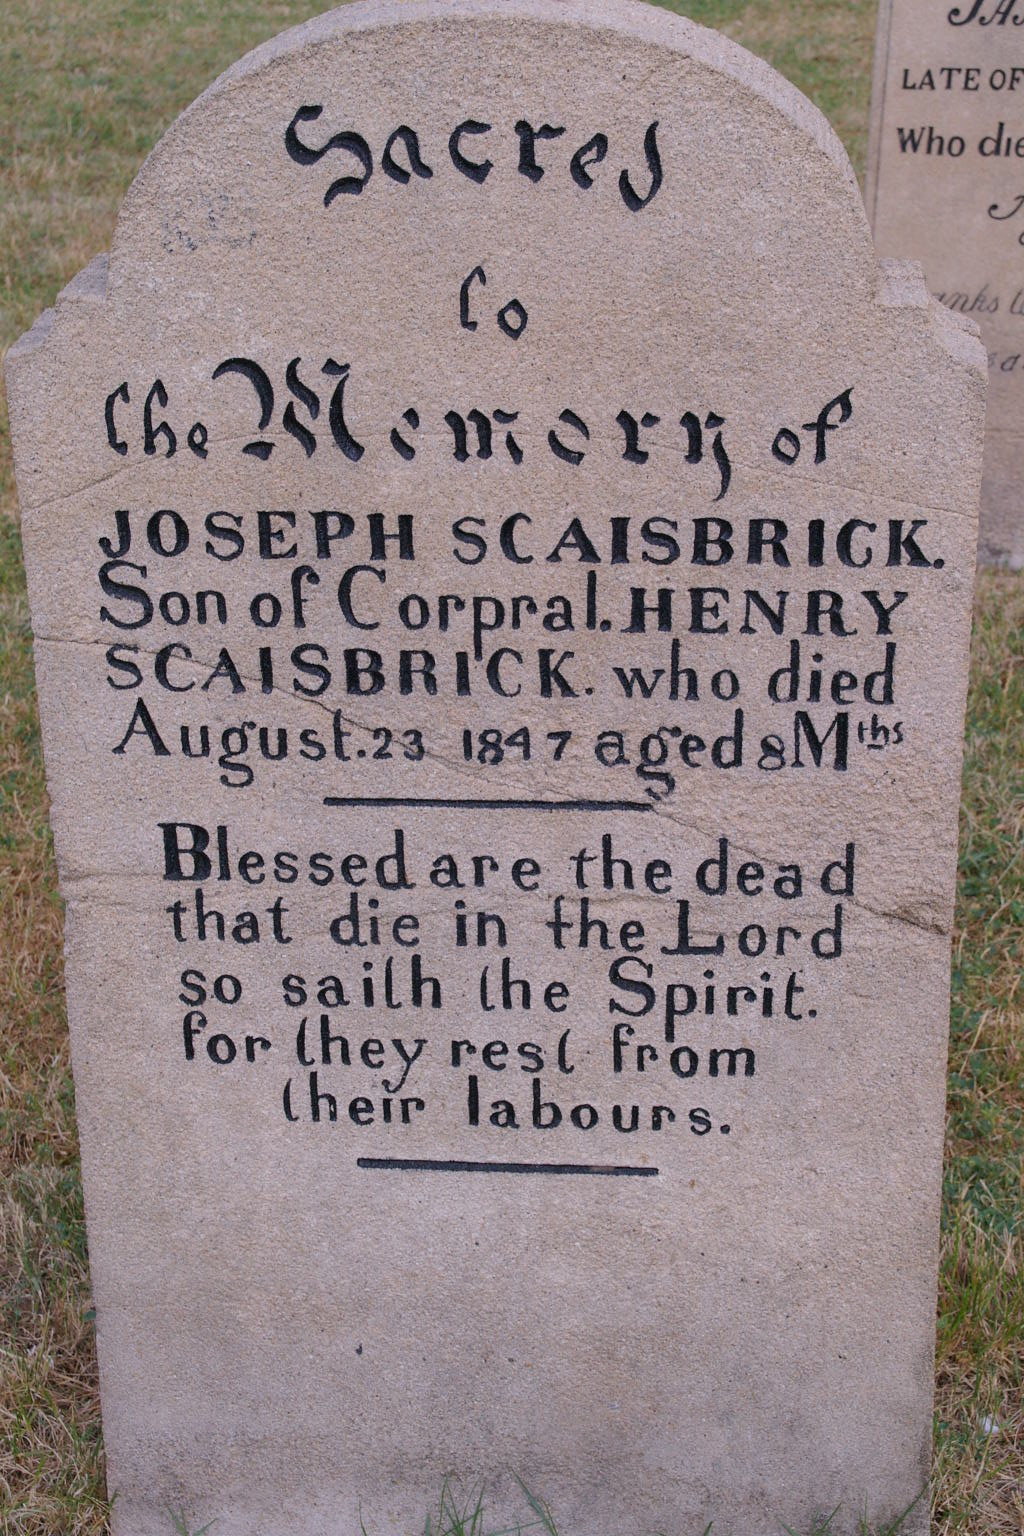 Sacred
to
the Memory of
JOSEPH SCAISBRICK.
Son of Corpral. HENRY
SCAISBRICK. who died
August. 23 1847 aged 8 Mths
Blessed are the dead
that die in the Lord
so saith the Spirit.
for they rest from
their labours.
LATE OF
Who die